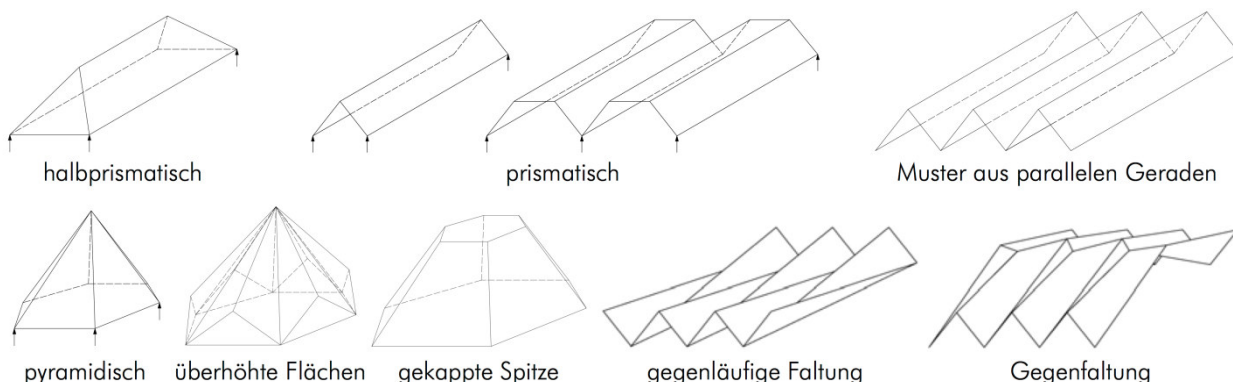 halbprismatisch
prismatisch
Muster aus parallelen Geraden
pyramidisch
überhöhte Flächen
gekappte Spitze
gegenläufige Faltung
Gegenfaltung